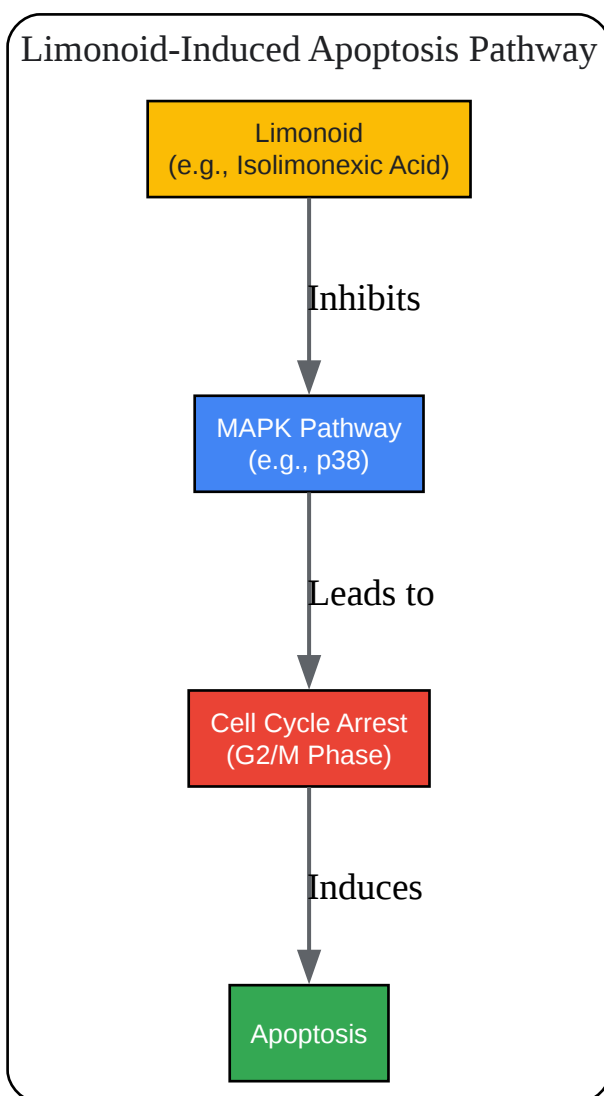 Limonoid-Induced Apoptosis Pathway
Limonoid
(e.g., Isolimonexic Acid)
Inhibits
MAPK Pathway
(e.g., p38)
Leads to
Cell Cycle Arrest
(G2/M Phase)
Induces
Apoptosis